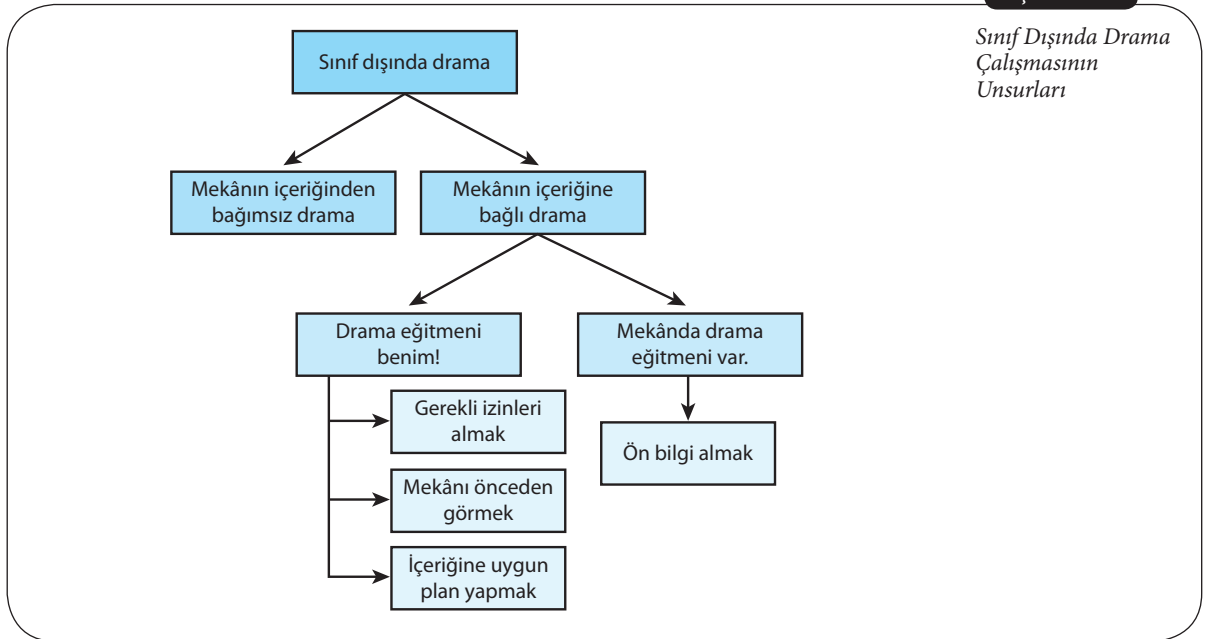 Sınıf Dışında Drama
Çalışmasının
Unsurları
Sınıf dışında drama
Mekânın içeriğinden
bağımsız drama
Mekânın içeriğine
bağlı drama
Drama eğitmeni
benim!
Mekânda drama
eğitmeni var.
Gerekli izinleri
almak
Ön bilgi almak
Mekânı önceden
görmek
İçeriğine uygun
plan yapmak